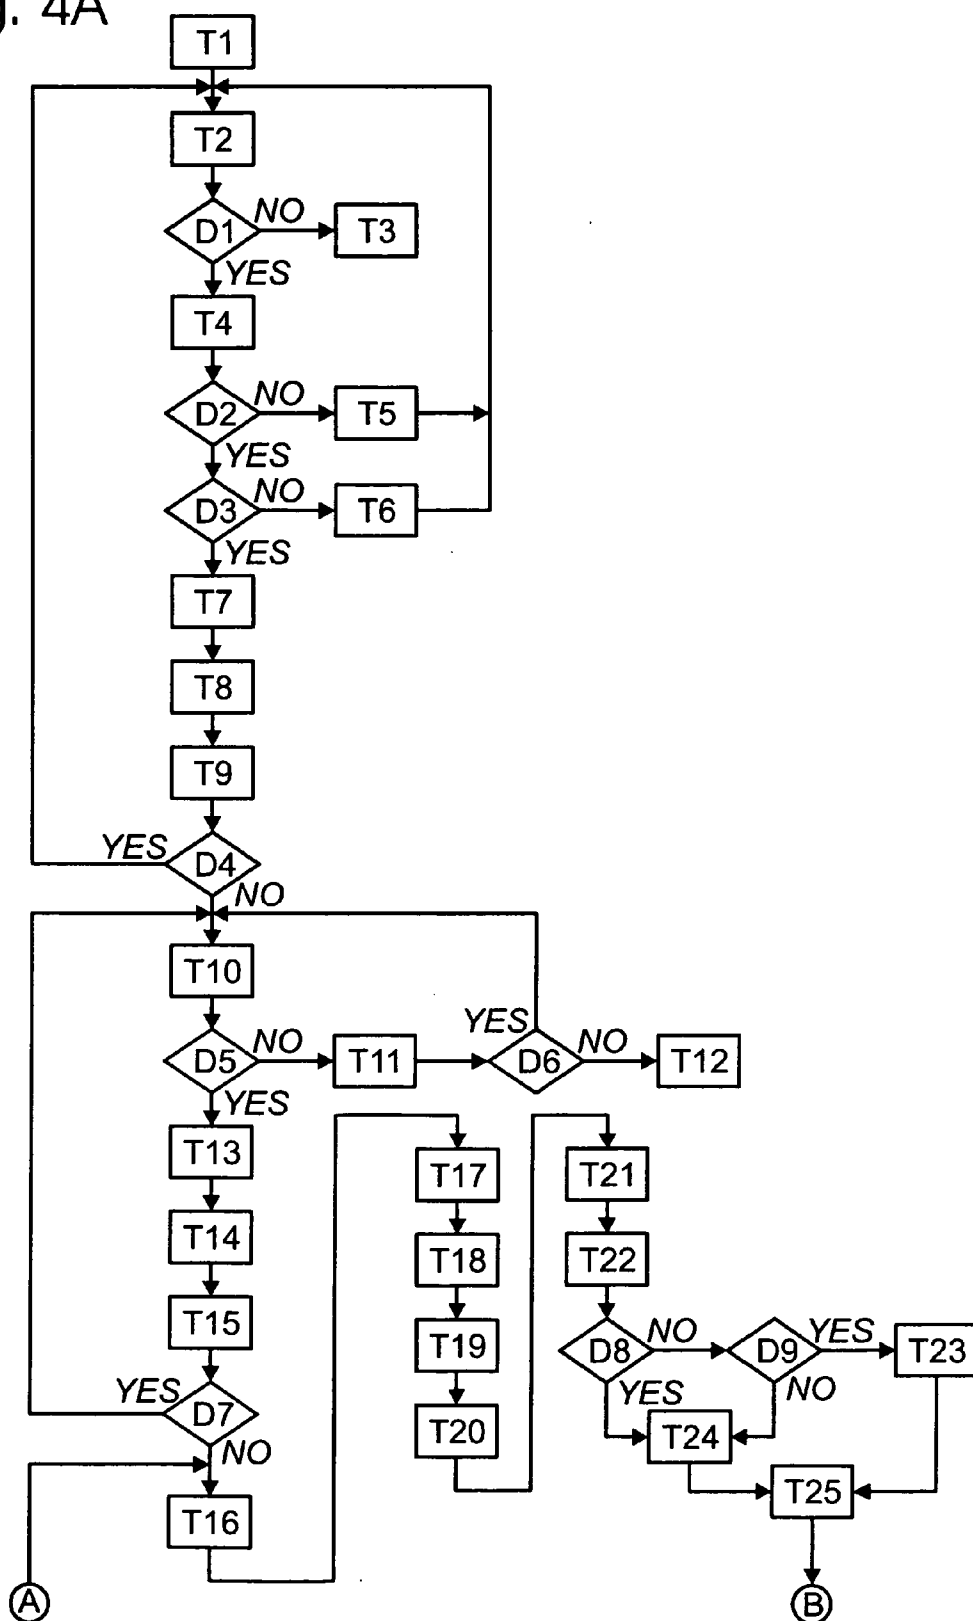 g. 4A
T1
T2
D1
NO
T3
YES
T4
D2
NO
T5
YES
D3
NO
T6
YES
T7
T8
T9
YES
D4
NO
T10
D5
NO
T11
YES
D6
NO
T12
YES
T13
T14
T15
YES
D7
NO
T16
T17
T18
T19
T20
T21
T22
D8
NO
D9
YES
T23
YES
NO
T24
T25
A
B